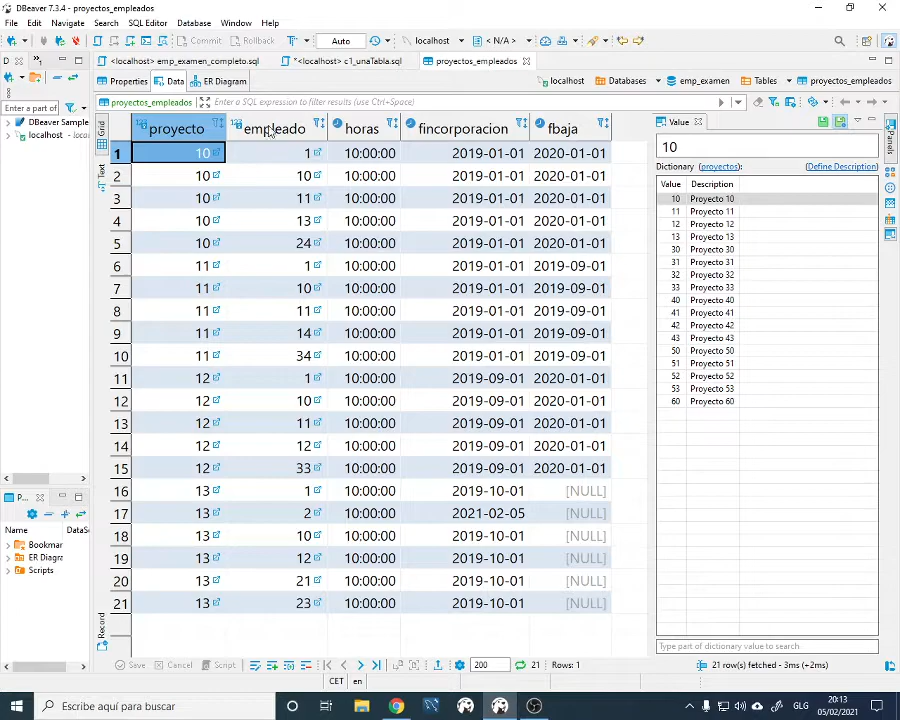 DBeaver 7.3.4 - proyectos_empleados
File Edit Navigate Search SQL Editor Database Window Help
Commit Rollback Auto localhost < N/A >
<localhost> emp_examen_completo.sql *<localhost> c1_unaTabla.sql proyectos_empleados
Properties Data ER Diagram localhost Databases emp_examen Tables proyectos_empleados
proyectos_empleados Enter a SQL expression to filter results (use Ctrl+Space)
D
Enter a part of
DBeaver Sample
localhost
Grid
Text
Record
proyecto empleado horas fincorporacion fbaja
1 10 1 10:00:00 2019-01-01 2020-01-01
2 10 10 10:00:00 2019-01-01 2020-01-01
3 10 11 10:00:00 2019-01-01 2020-01-01
4 10 13 10:00:00 2019-01-01 2020-01-01
5 10 24 10:00:00 2019-01-01 2020-01-01
6 11 1 10:00:00 2019-01-01 2019-09-01
7 11 10 10:00:00 2019-01-01 2019-09-01
8 11 11 10:00:00 2019-01-01 2019-09-01
9 11 14 10:00:00 2019-01-01 2019-09-01
10 11 34 10:00:00 2019-01-01 2019-09-01
11 12 1 10:00:00 2019-09-01 2020-01-01
12 12 10 10:00:00 2019-09-01 2020-01-01
13 12 11 10:00:00 2019-09-01 2020-01-01
14 12 12 10:00:00 2019-09-01 2020-01-01
15 12 33 10:00:00 2019-09-01 2020-01-01
16 13 1 10:00:00 2019-10-01 [NULL]
17 13 2 10:00:00 2021-02-05 [NULL]
18 13 10 10:00:00 2019-10-01 [NULL]
19 13 12 10:00:00 2019-10-01 [NULL]
20 13 21 10:00:00 2019-10-01 [NULL]
21 13 23 10:00:00 2019-10-01 [NULL]
Value
10
Dictionary (proyectos) (Define Description)
Value Description
10 Proyecto 10
11 Proyecto 11
12 Proyecto 12
13 Proyecto 13
30 Proyecto 30
31 Proyecto 31
32 Proyecto 32
33 Proyecto 33
40 Proyecto 40
41 Proyecto 41
42 Proyecto 42
43 Proyecto 43
50 Proyecto 50
51 Proyecto 51
52 Proyecto 52
53 Proyecto 53
60 Proyecto 60
Type part of dictionary value to search
Panels
P...
Name DataSo
Bookmar
ER Diagra
Scripts
Save Cancel Script 200 21 Rows: 1 21 row(s) fetched - 3ms (+2ms)
CET en
Escribe aquí para buscar
GLG 20:13
05/02/2021